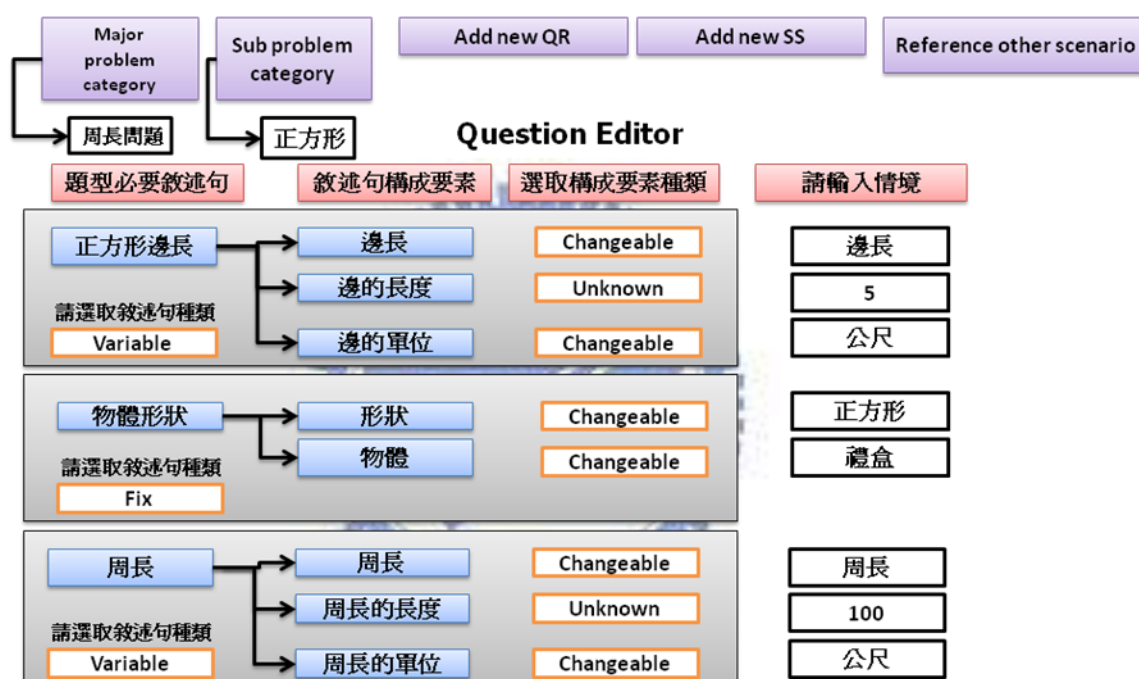 Major
problem
category
Sub problem
category
Add new QR
Add new SS
Reference other scenario
周長問題
正方形
Question Editor
題型必要敘述句
敘述句構成要素
選取構成要素種類
請輸入情境
正方形邊長
邊長
Changeable
邊長
邊的長度
Unknown
5
請選取敘述句種類
Variable
邊的單位
Changeable
公尺
物體形狀
形狀
Changeable
正方形
物體
Changeable
禮盒
請選取敘述句種類
Fix
周長
周長
Changeable
周長
周長的長度
Unknown
100
請選取敘述句種類
Variable
周長的單位
Changeable
公尺